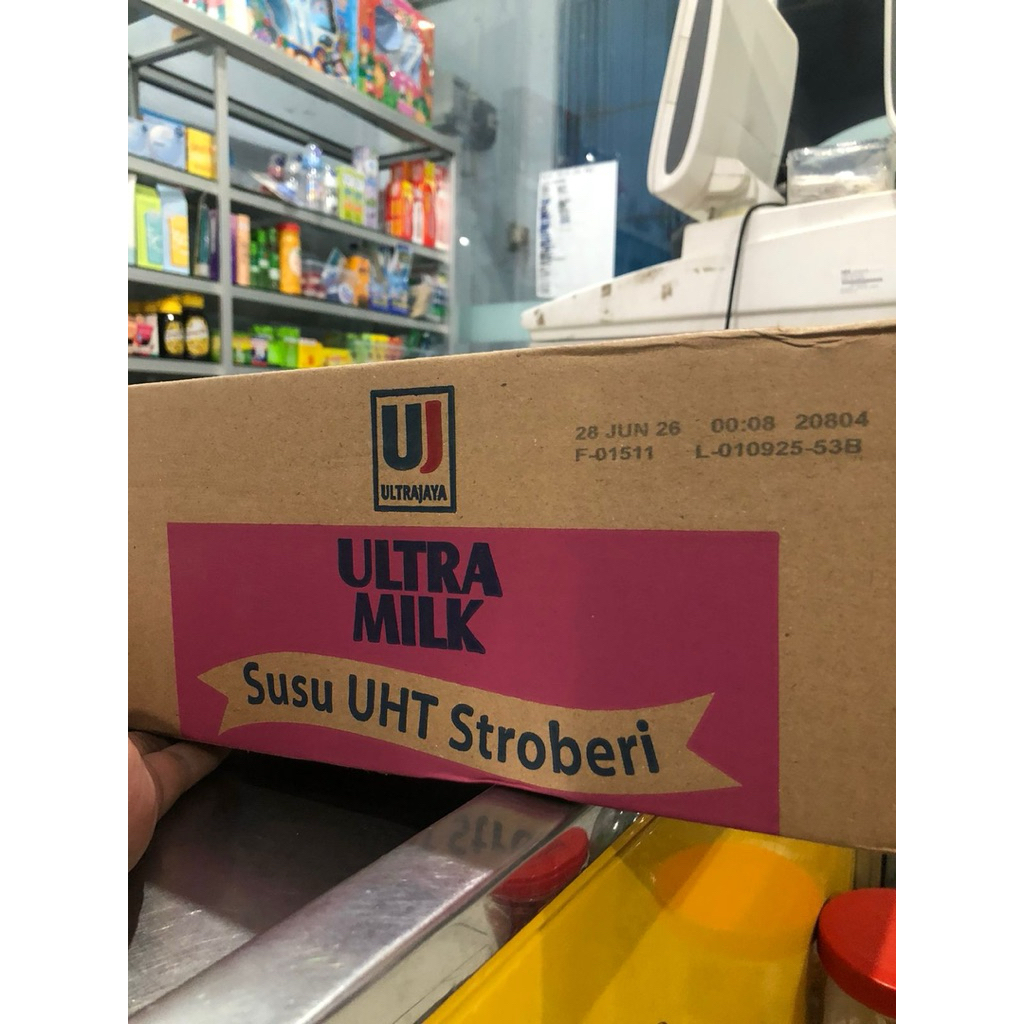 UJ
ULTRAJAYA
28 JUN 26 00:08 20804
F-01511 L-010925-53B
ULTRA
MILK
Susu UHT Stroberi